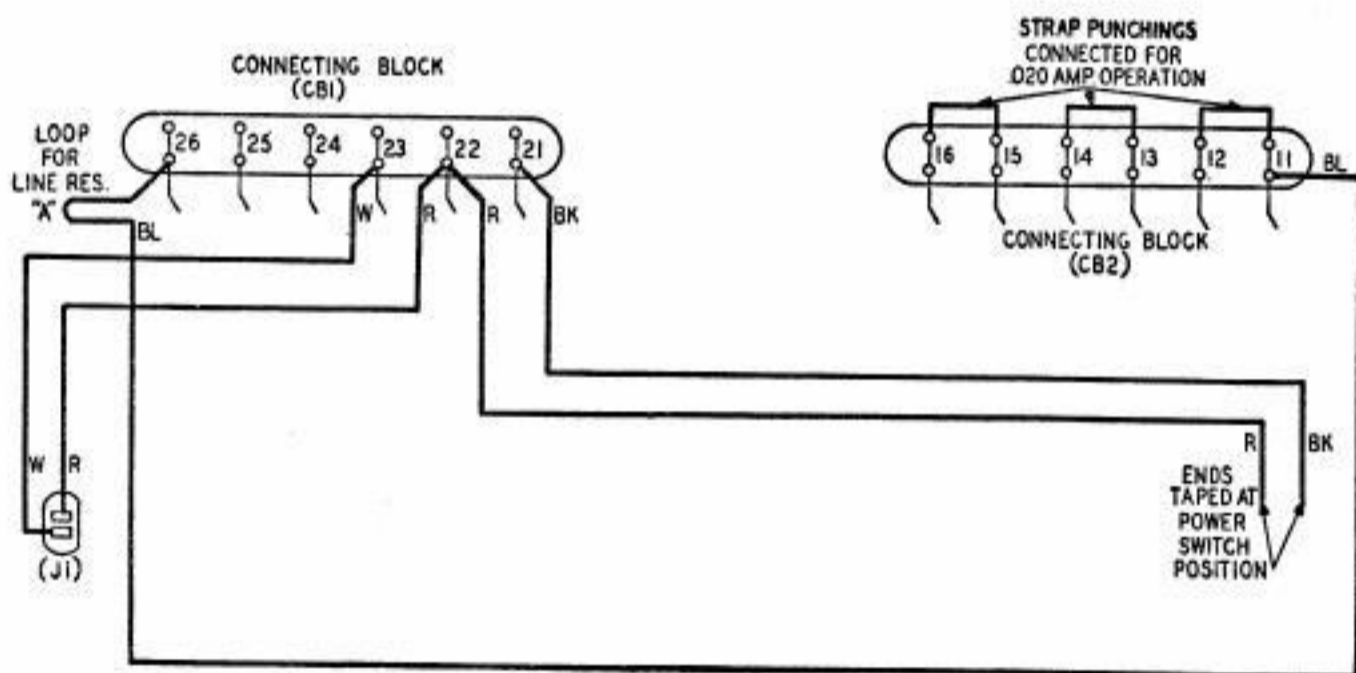 CONNECTING BLOCK
(CB1)
STRAP PUNCHINGS
CONNECTED FOR
.020 AMP OPERATION
LOOP
FOR
LINE RES.
"A"
26
25
24
23
22
21
16
15
14
13
12
11
BL
BL
W
R
R
BK
CONNECTING BLOCK
(CB2)
W
R
(J1)
R
BK
ENDS
TAPED AT
POWER
SWITCH
POSITION